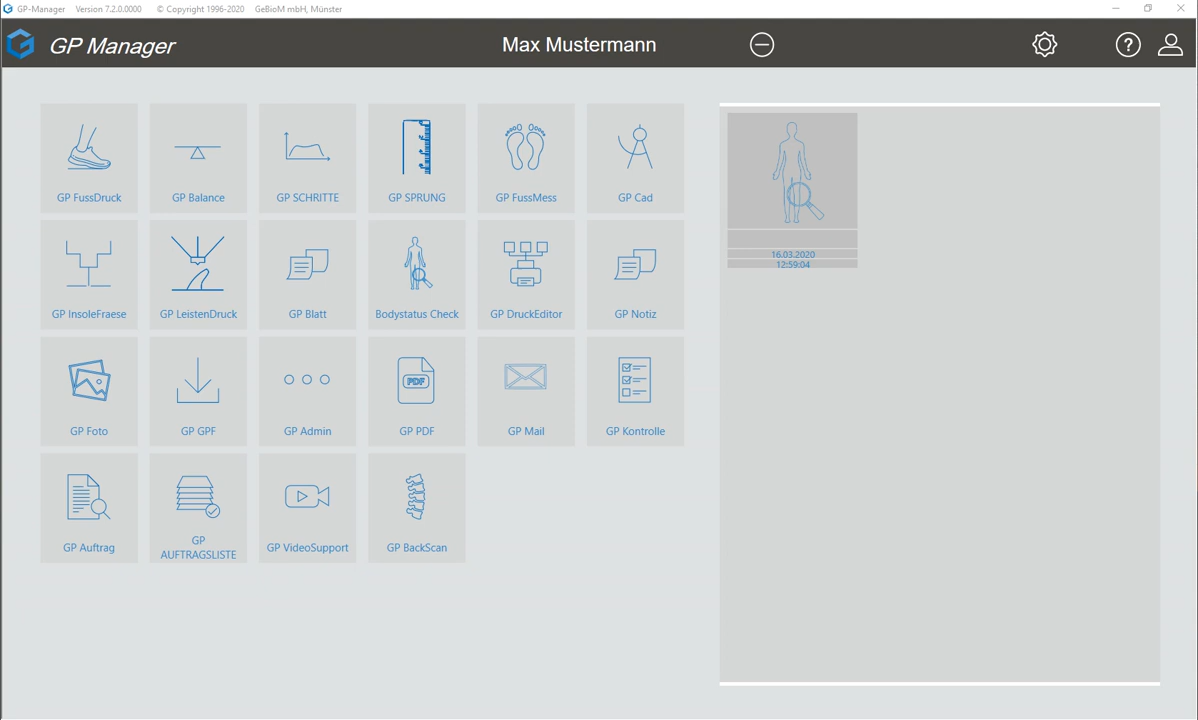 GP-Manager Version 7.2.0.0000 © Copyright 1996-2020 GeBioM mbH, Münster
GP Manager
Max Mustermann
GP FussDruck
GP Balance
GP SCHRITTE
GP SPRUNG
GP FussMess
GP Cad
GP InsoleFraese
GP LeistenDruck
GP Blatt
Bodystatus Check
GP DruckEditor
GP Notiz
GP Foto
GP GPF
GP Admin
PDF
GP PDF
GP Mail
GP Kontrolle
GP Auftrag
GP
AUFTRAGSLISTE
GP VideoSupport
GP BackScan
16.03.2020
12:59:04